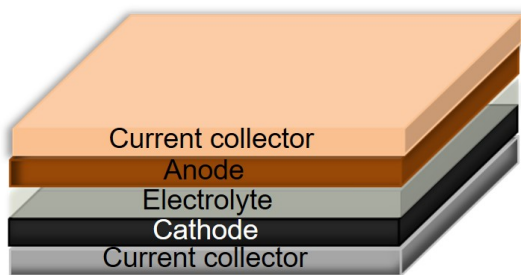 Current collector
Anode
Electrolyte
Cathode
Current collector